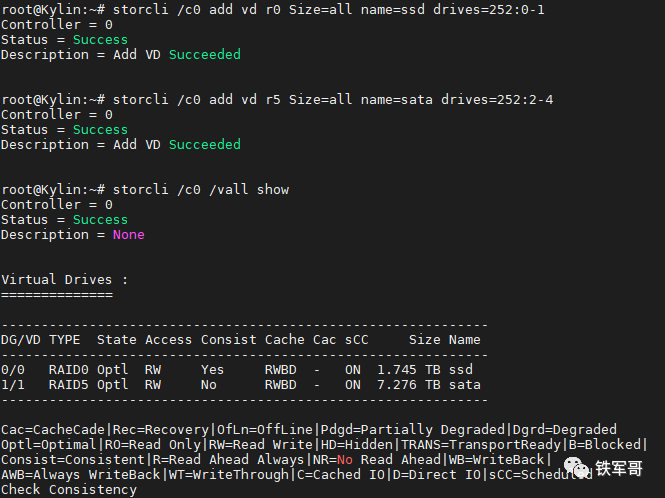 root@Kylin:~# storcli /c0 add vd r0 Size=all name=ssd drives=252:0-1
Controller = 0
Status = Success
Description = Add VD Succeeded
root@Kylin:~# storcli /c0 add vd r5 Size=all name=sata drives=252:2-4
Controller = 0
Status = Success
Description = Add VD Succeeded
root@Kylin:~# storcli /c0 /vall show
Controller = 0
Status = Success
Description = None
Virtual Drives :
==============
-------------------------------------------------------------
DG/VD TYPE  State Access Consist Cache Cac sCC     Size Name
-------------------------------------------------------------
0/0   RAID0 Optl  RW     Yes     RWBD  -   ON  1.745 TB ssd
1/1   RAID5 Optl  RW     No      RWBD  -   ON  7.276 TB sata
-------------------------------------------------------------
Cac=CacheCade|Rec=Recovery|OfLn=OffLine|Pdgd=Partially Degraded|Dgrd=Degraded
Optl=Optimal|RO=Read Only|RW=Read Write|HD=Hidden|TRANS=TransportReady|B=Blocked|
Consist=Consistent|R=Read Ahead Always|NR=No Read Ahead|WB=WriteBack|
AWB=Always WriteBack|WT=WriteThrough|C=Cached IO|D=Direct IO|sCC=Scheduled
Check Consistency
铁军哥